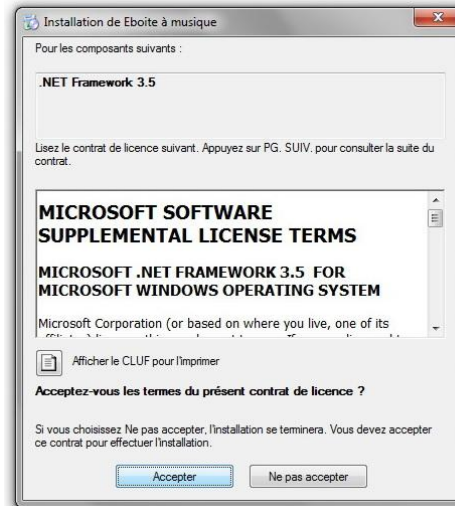 Installation de Eboite à musique
Pour les composants suivants :
.NET Framework 3.5
Lisez le contrat de licence suivant. Appuyez sur PG. SUIV. pour consulter la suite du
contrat.
MICROSOFT SOFTWARE
SUPPLEMENTAL LICENSE TERMS
MICROSOFT .NET FRAMEWORK 3.5 FOR
MICROSOFT WINDOWS OPERATING SYSTEM
Microsoft Corporation (or based on where you live, one of its
Afficher le CLUF pour l'imprimer
Acceptez-vous les termes du présent contrat de licence ?
Si vous choisissez Ne pas accepter, l'installation se terminera. Vous devez accepter
ce contrat pour effectuer l'installation.
Accepter
Ne pas accepter